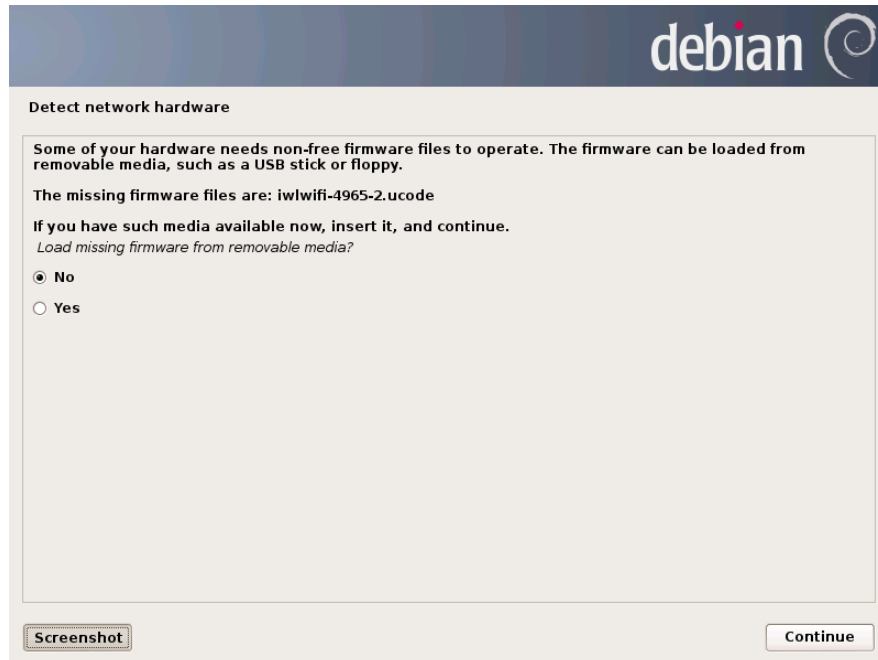 debian
Detect network hardware
Some of your hardware needs non-free firmware files to operate. The firmware can be loaded from
removable media, such as a USB stick or floppy.
The missing firmware files are: iwlwifi-4965-2.ucode
If you have such media available now, insert it, and continue.
Load missing firmware from removable media?
No
Yes
Screenshot
Continue